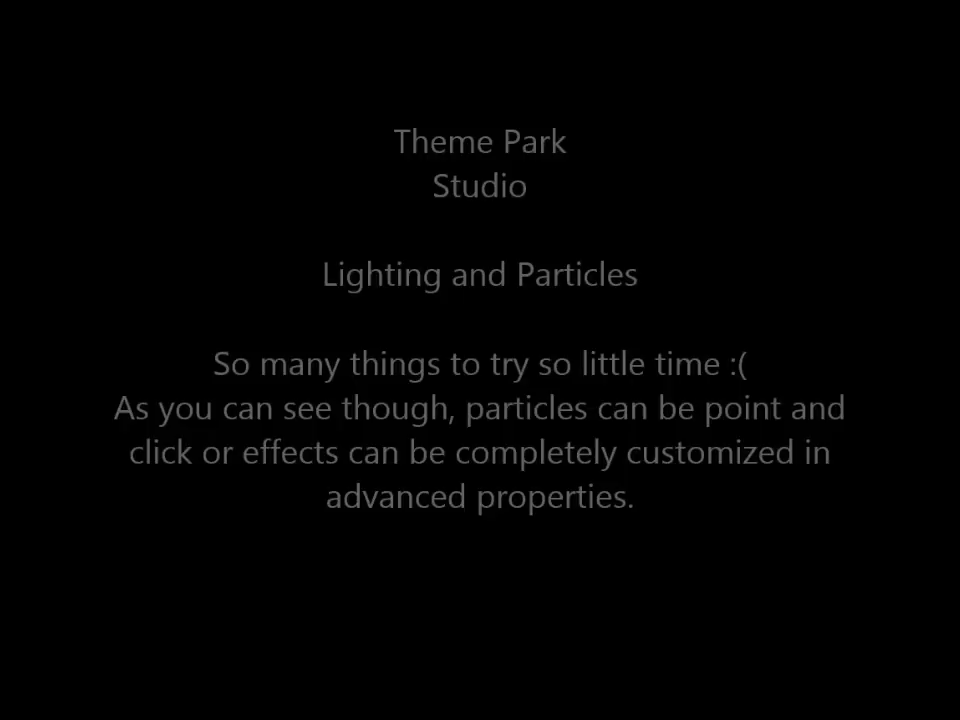 Theme Park
Studio
Lighting and Particles
So many things to try so little time :(
As you can see though, particles can be point and
click or effects can be completely customized in
advanced properties.